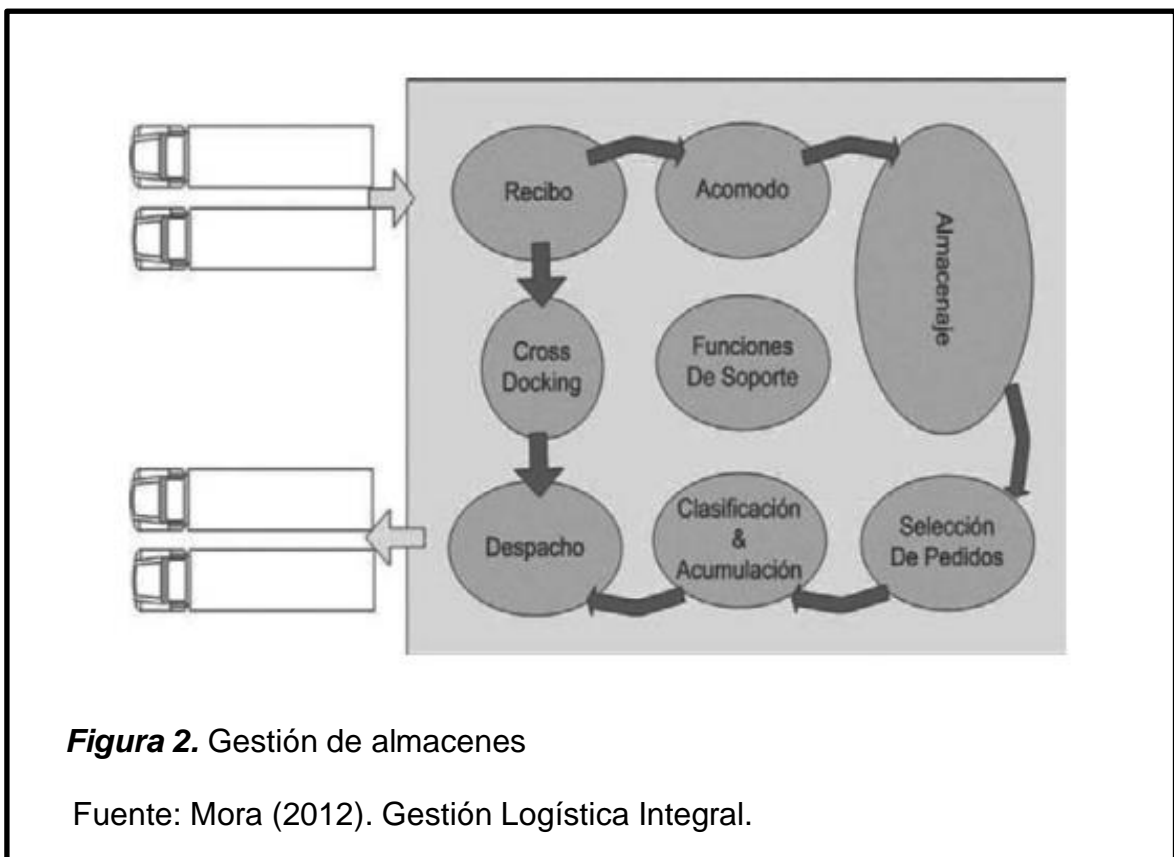 Recibo
Acomodo
Almacenaje
Cross
Docking
Funciones
De Soporte
Despacho
Clasificación
&
Acumulación
Selección
De Pedidos
Figura 2. Gestión de almacenes
Fuente: Mora (2012). Gestión Logística Integral.